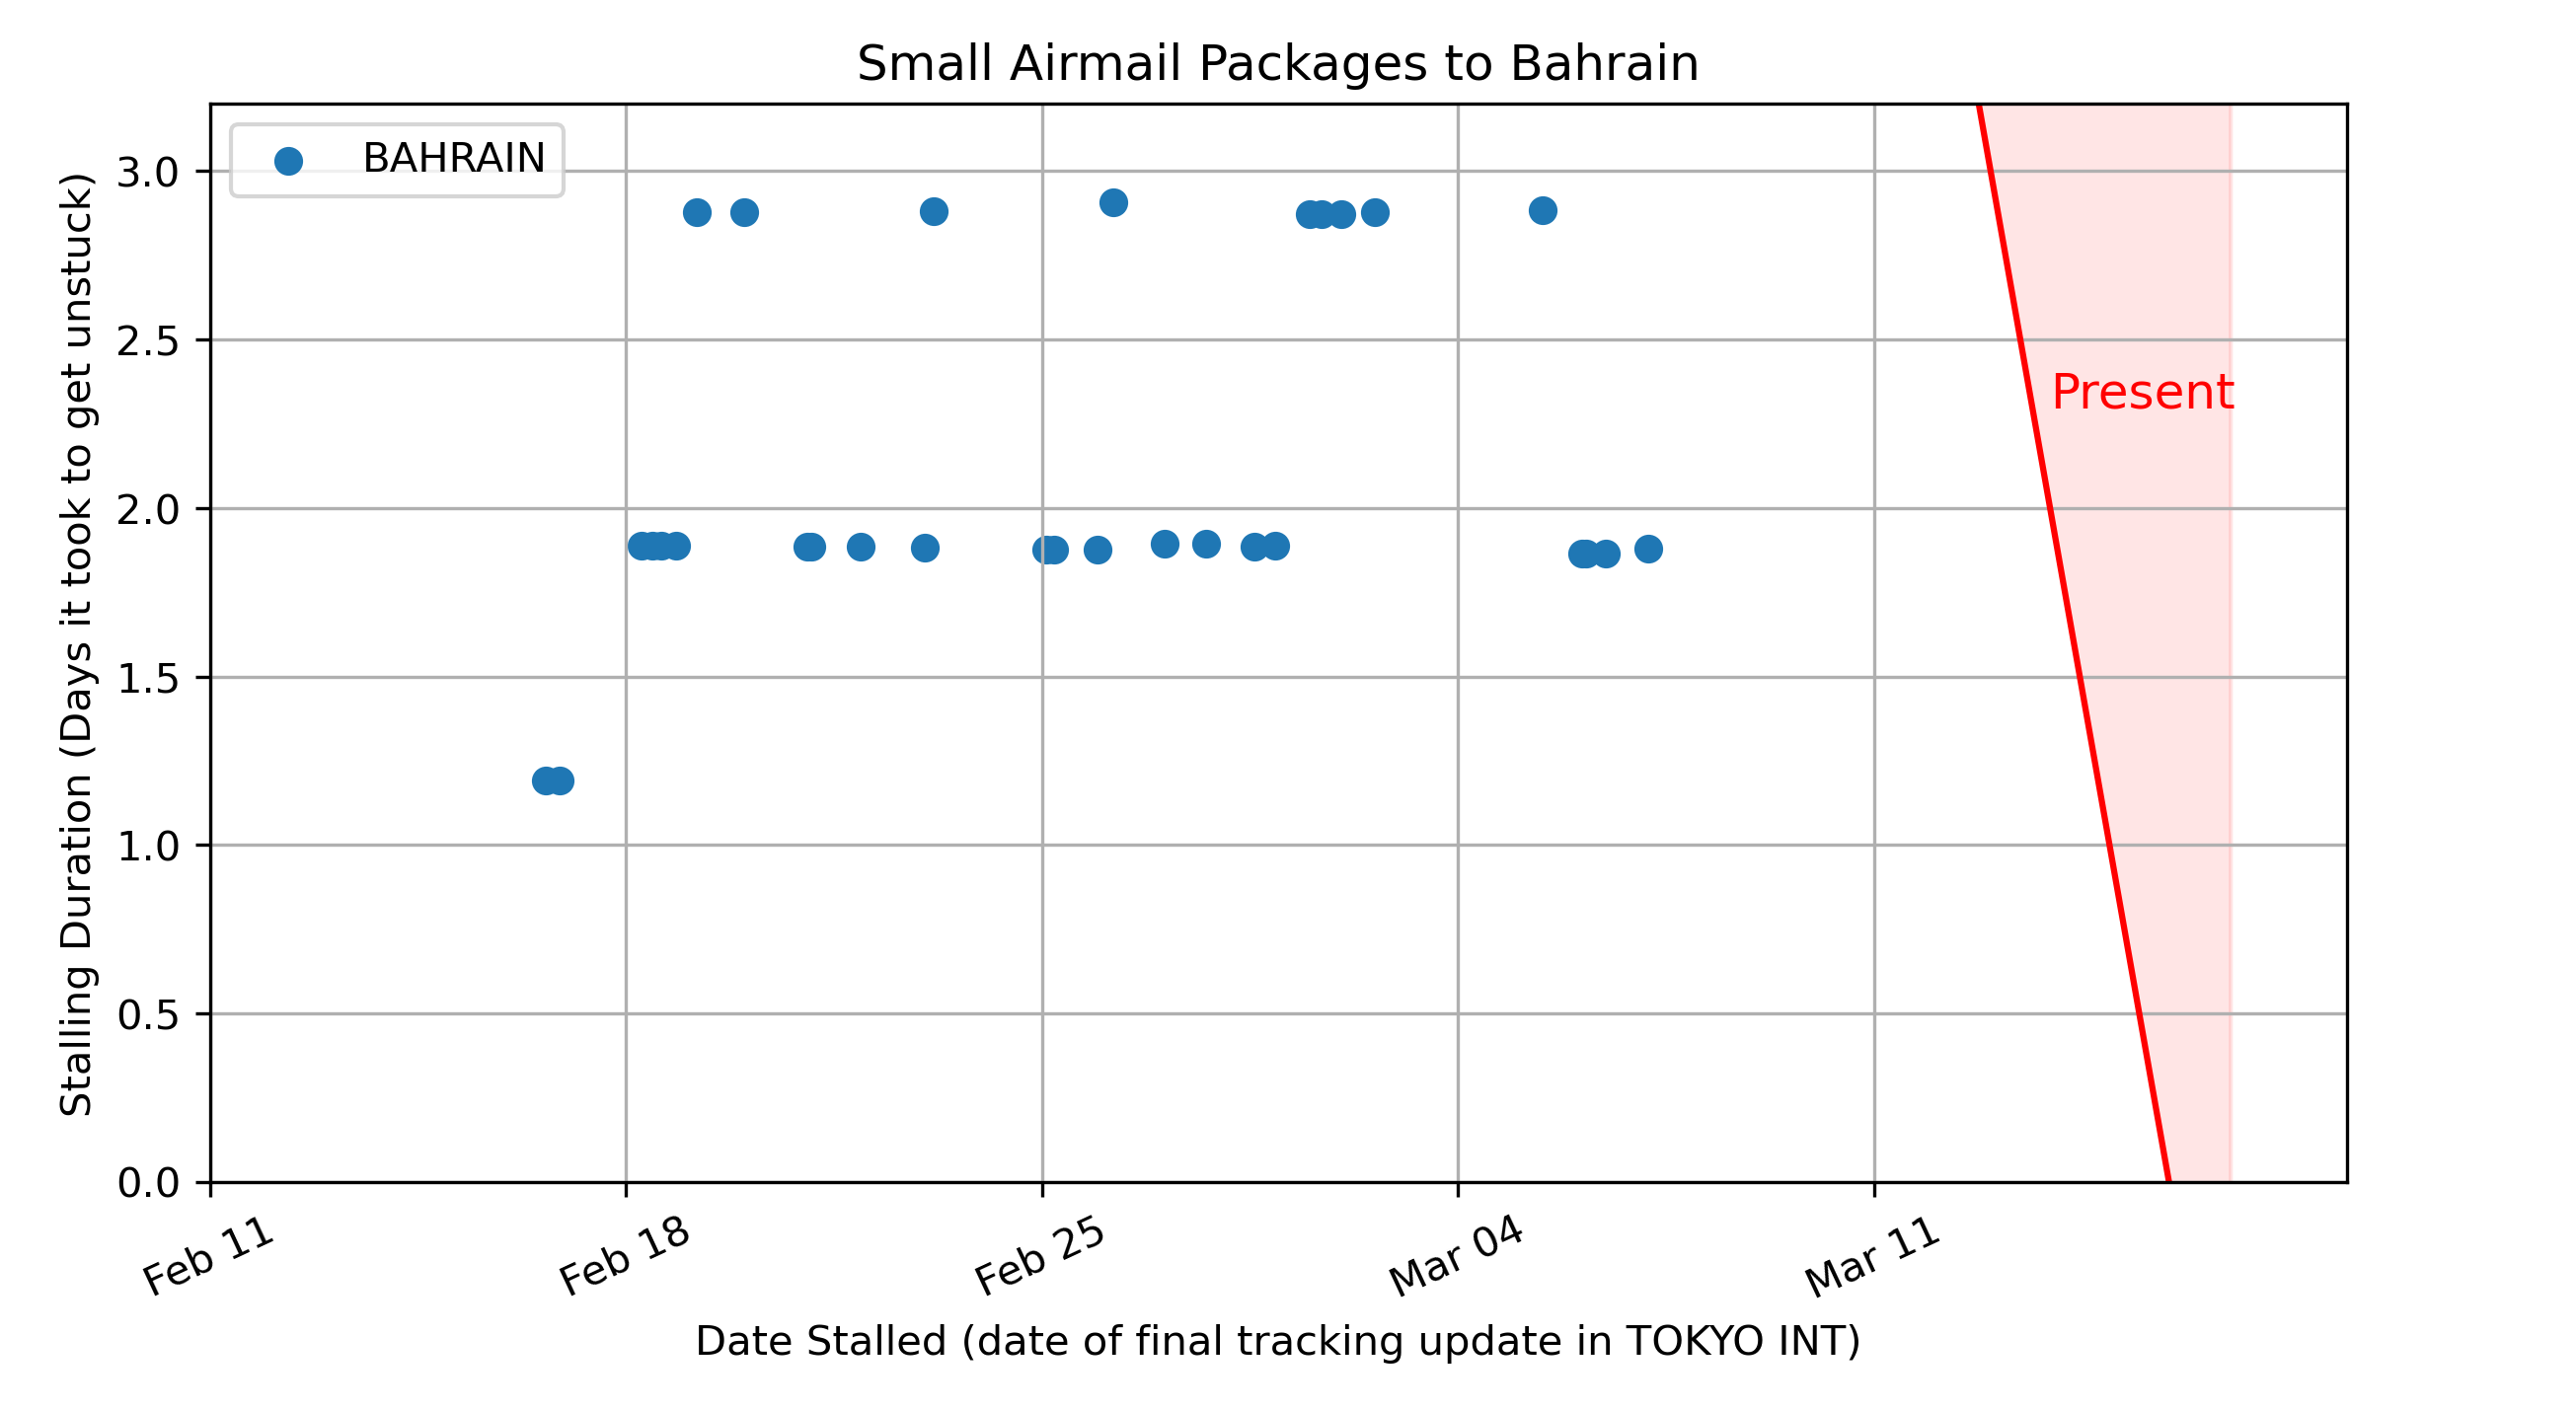 Small Airmail Packages to Bahrain
BAHRAIN
Stalling Duration (Days it took to get unstuck)
3.0
2.5
2.0
1.5
1.0
0.5
0.0
Present
Feb 11
Feb 18
Feb 25
Mar 04
Mar 11
Date Stalled (date of final tracking update in TOKYO INT)